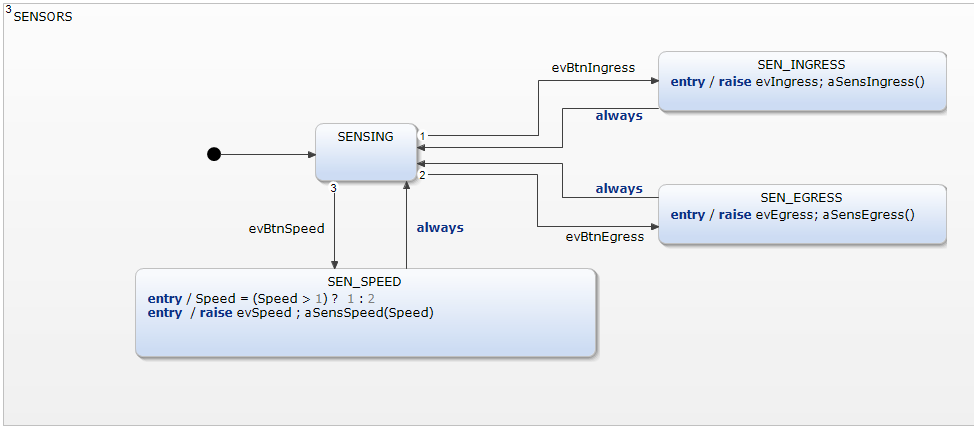 3
SENSORS
SEN_INGRESS
entry / raise evIngress; aSensIngress()
evBtnIngress
always
SENSING
1
2
3
always
SEN_EGRESS
entry / raise evEgress; aSensEgress()
evBtnEgress
evBtnSpeed
always
SEN_SPEED
entry / Speed = (Speed > 1) ? 1 : 2
entry / raise evSpeed ; aSensSpeed(Speed)